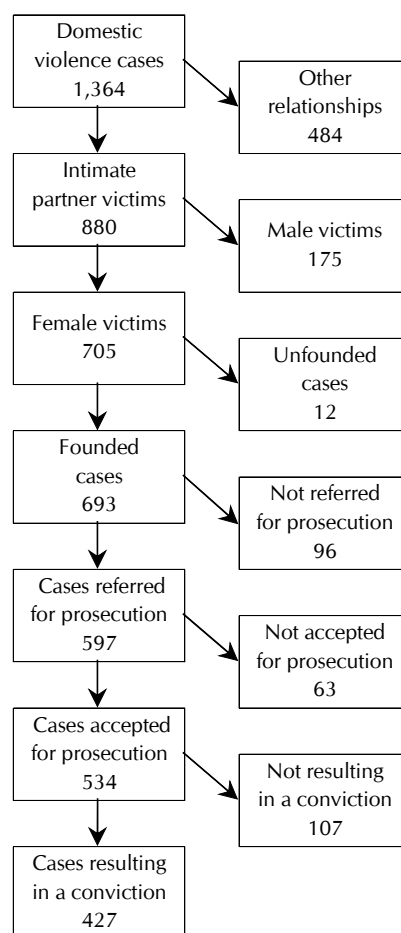 Domestic
violence cases
1,364
Other
relationships
484
Intimate
partner victims
880
Male victims
175
Female victims
705
Unfounded
cases
12
Founded
cases
693
Not referred
for prosecution
96
Cases referred
for prosecution
597
Not accepted
for prosecution
63
Cases accepted
for prosecution
534
Not resulting
in a conviction
107
Cases resulting
in a conviction
427